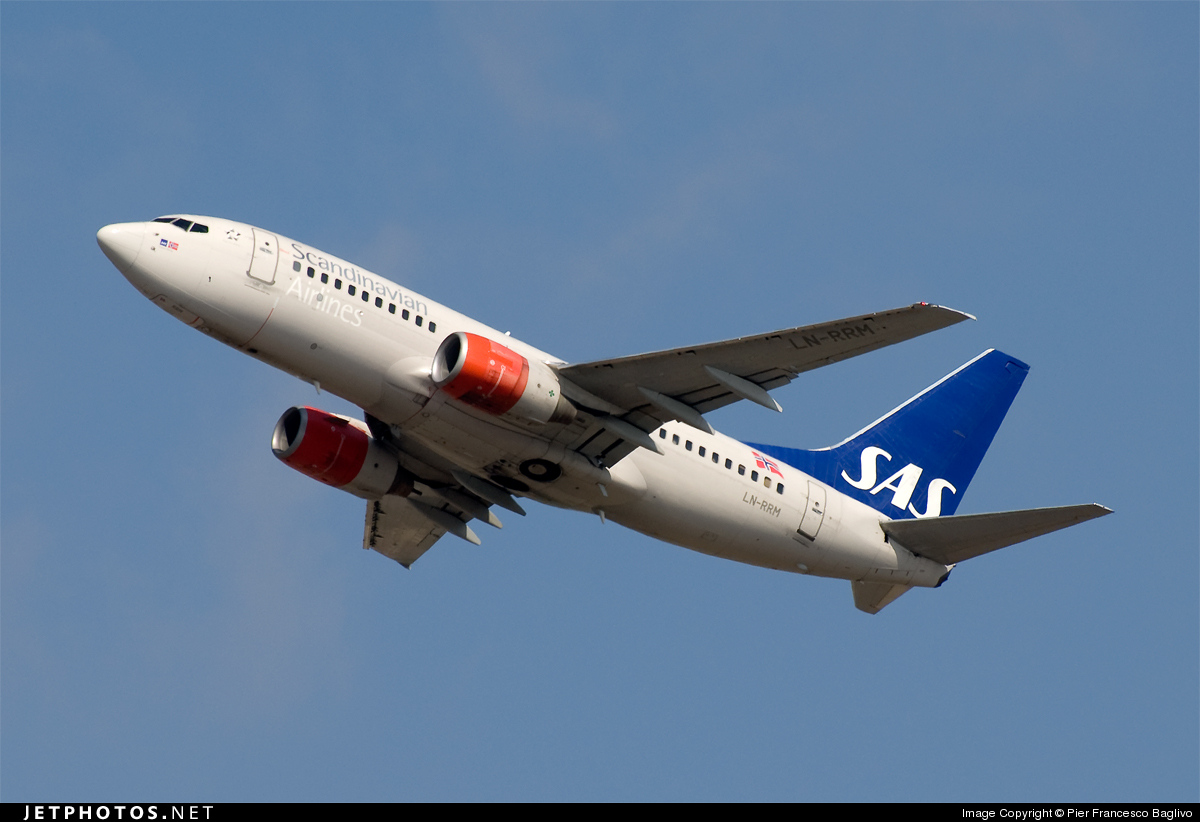 Scandinavian
Airlines
LN-RRM
LN-RRM
SAS
JETPHOTOS.NET
Image Copyright © Pier Francesco Baglivo